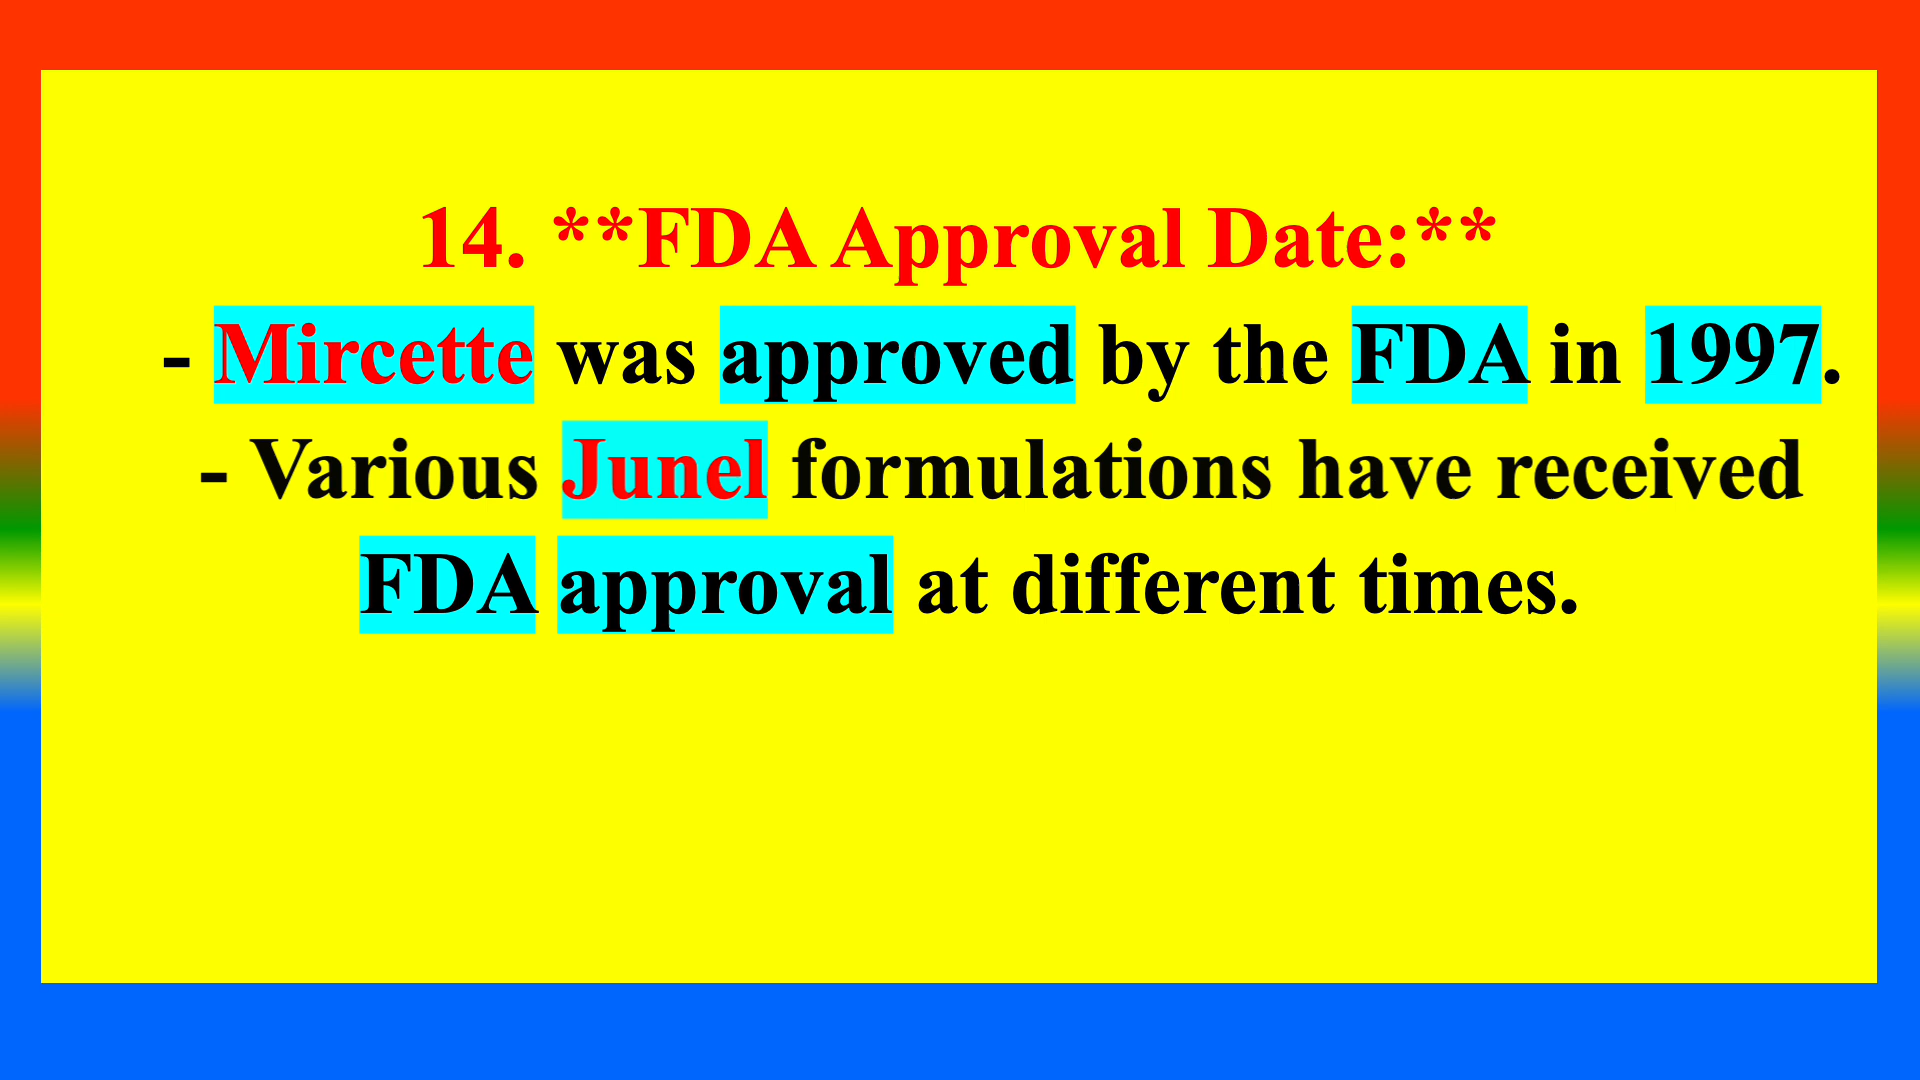 14. **FDA Approval Date:**
- Mircette was approved by the FDA in 1997.
- Various Junel formulations have received
FDA approval at different times.